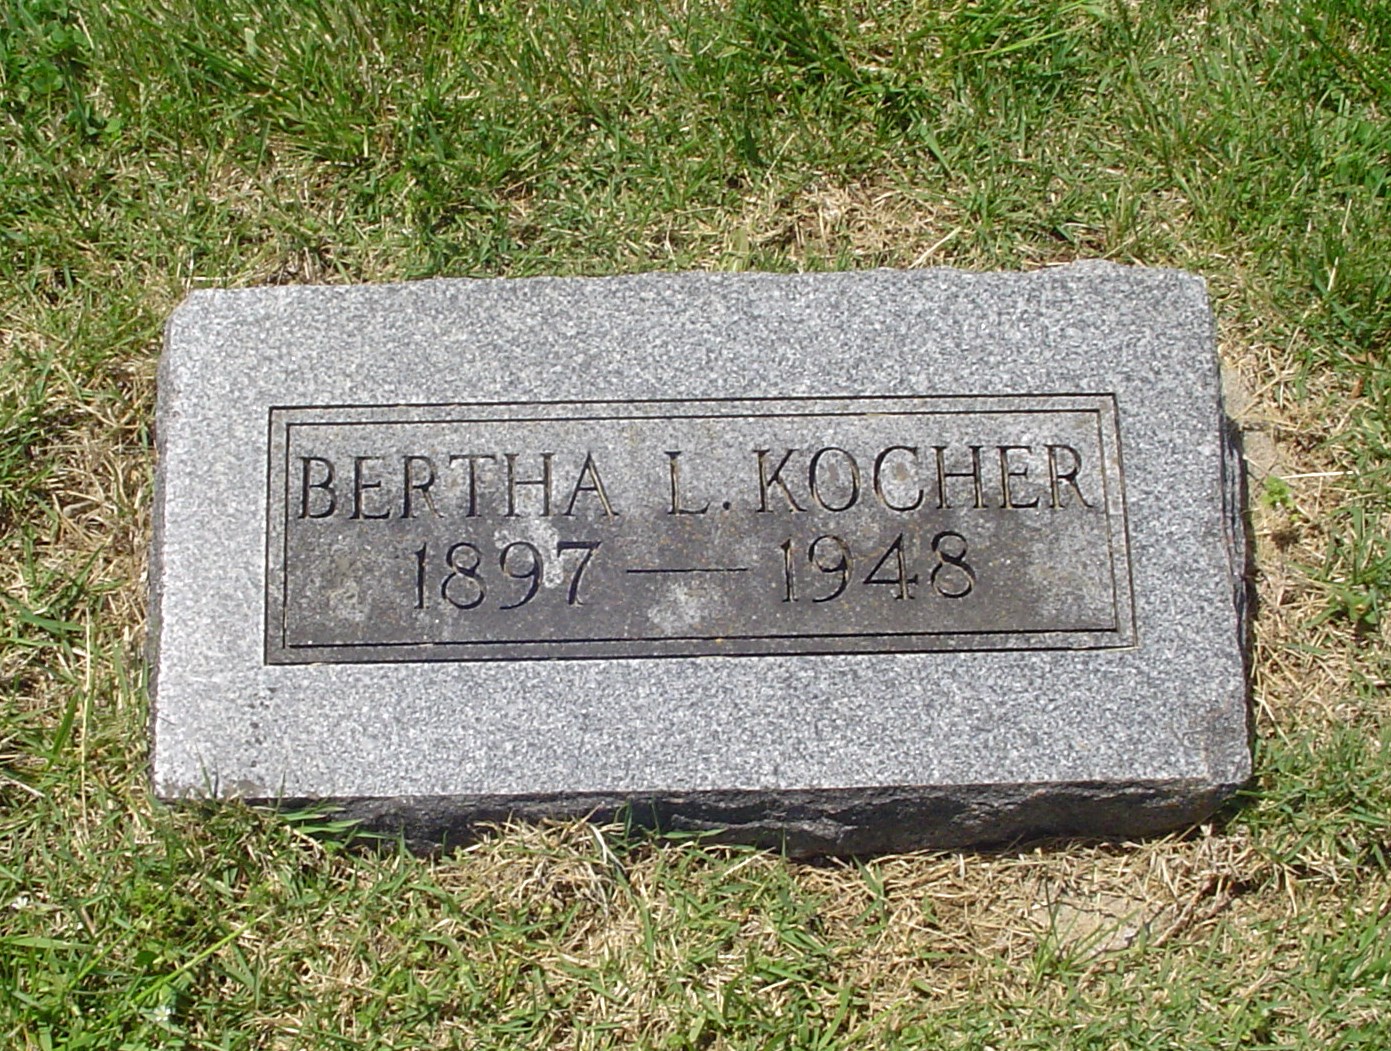 BERTHA L. KOCHER
1897 — 1948